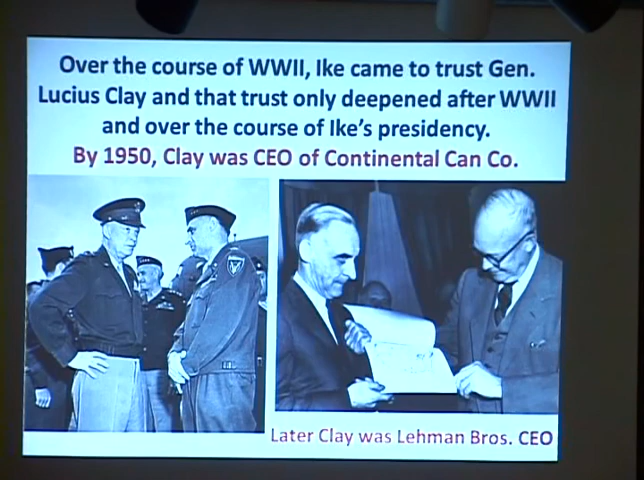 Over the course of WWII, Ike came to trust Gen.
Lucius Clay and that trust only deepened after WWII
and over the course of Ike's presidency.
By 1950, Clay was CEO of Continental Can Co.
Later Clay was Lehman Bros. CEO